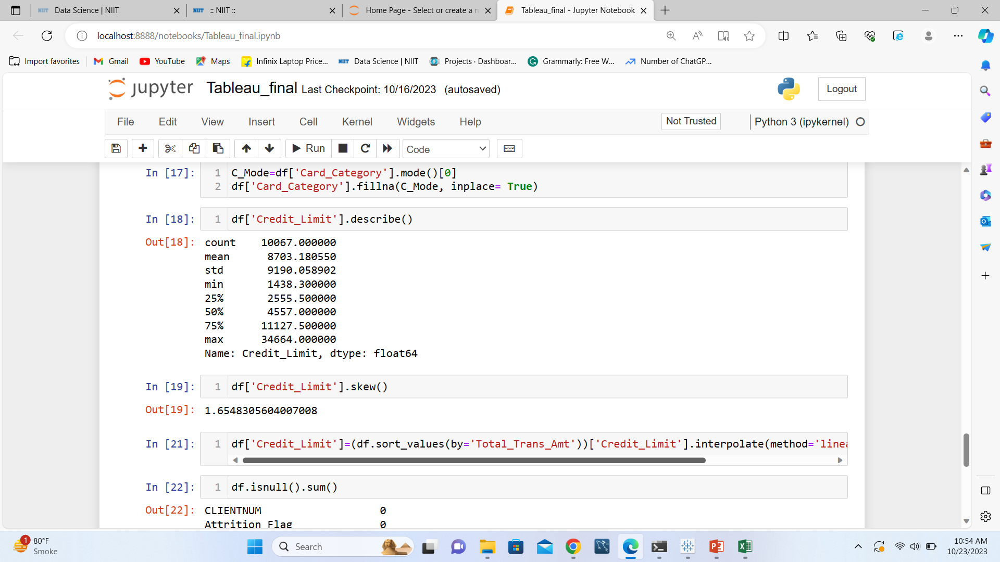 Data Science | NIIT
:: NIIT ::
Home Page - Select or create a n
Tableau_final - Jupyter Notebook
localhost:8888/notebooks/Tableau_final.ipynb
Import favorites
Gmail
YouTube
Maps
Infinix Laptop Price...
Data Science | NIIT
Projects · Dashboar...
Grammarly: Free W...
Number of ChatGP...
jupyter Tableau_final Last Checkpoint: 10/16/2023 (autosaved)
Logout
File Edit View Insert Cell Kernel Widgets Help
Not Trusted
Python 3 (ipykernel)
Run
Code
In [17]:
1 C_Mode=df['Card_Category'].mode()[0]
2 df['Card_Category'].fillna(C_Mode, inplace= True)
In [18]:
1 df['Credit_Limit'].describe()
Out[18]:
count 10067.000000
mean 8703.180550
std 9190.058902
min 1438.300000
25% 2555.500000
50% 4557.000000
75% 11127.500000
max 34664.000000
Name: Credit_Limit, dtype: float64
In [19]:
1 df['Credit_Limit'].skew()
Out[19]:
1.6548305604007008
In [21]:
1 df['Credit_Limit']=(df.sort_values(by='Total_Trans_Amt'))['Credit_Limit'].interpolate(method='linea
In [22]:
1 df.isnull().sum()
Out[22]:
CLIENTNUM 0
Attrition_Flag 0
1
80°F
Smoke
Search
10:54 AM
10/23/2023